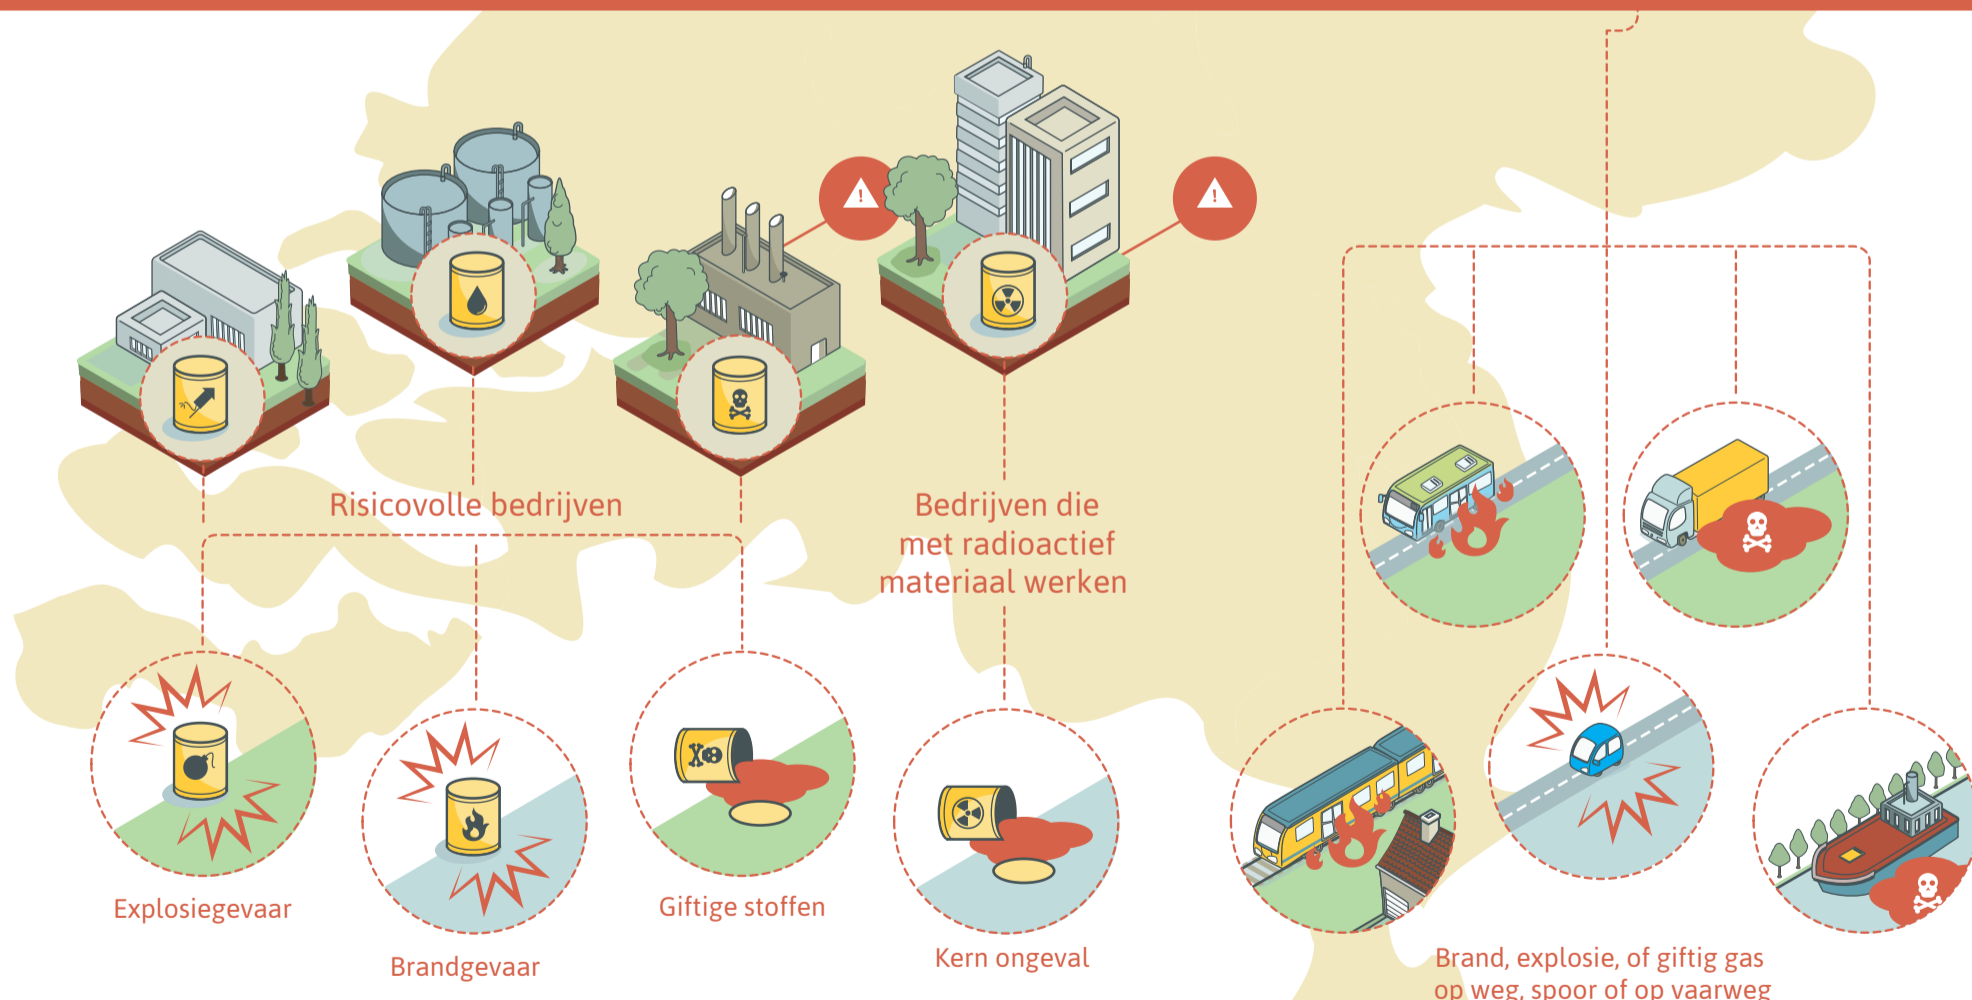 Risicovolle bedrijven
Bedrijven die
met radioactief
materiaal werken
Explosiegevaar
Brandgevaar
Giftige stoffen
Kern ongeval
Brand, explosie, of giftig gas
op weg, spoor of op vaarweg